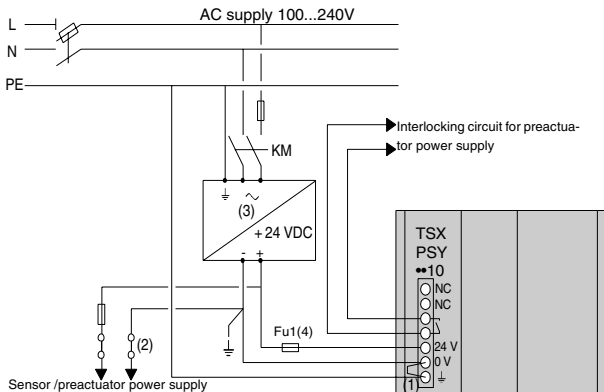 AC supply 100...240V
L
N
PE
Interlocking circuit for preactua-
tor power supply
KM
(3)
+ 24 VDC
- +
TSX
PSY
••10
NC
NC
Fu1(4)
24 V
0 V
(2)
(1)
Sensor /preactuator power supply